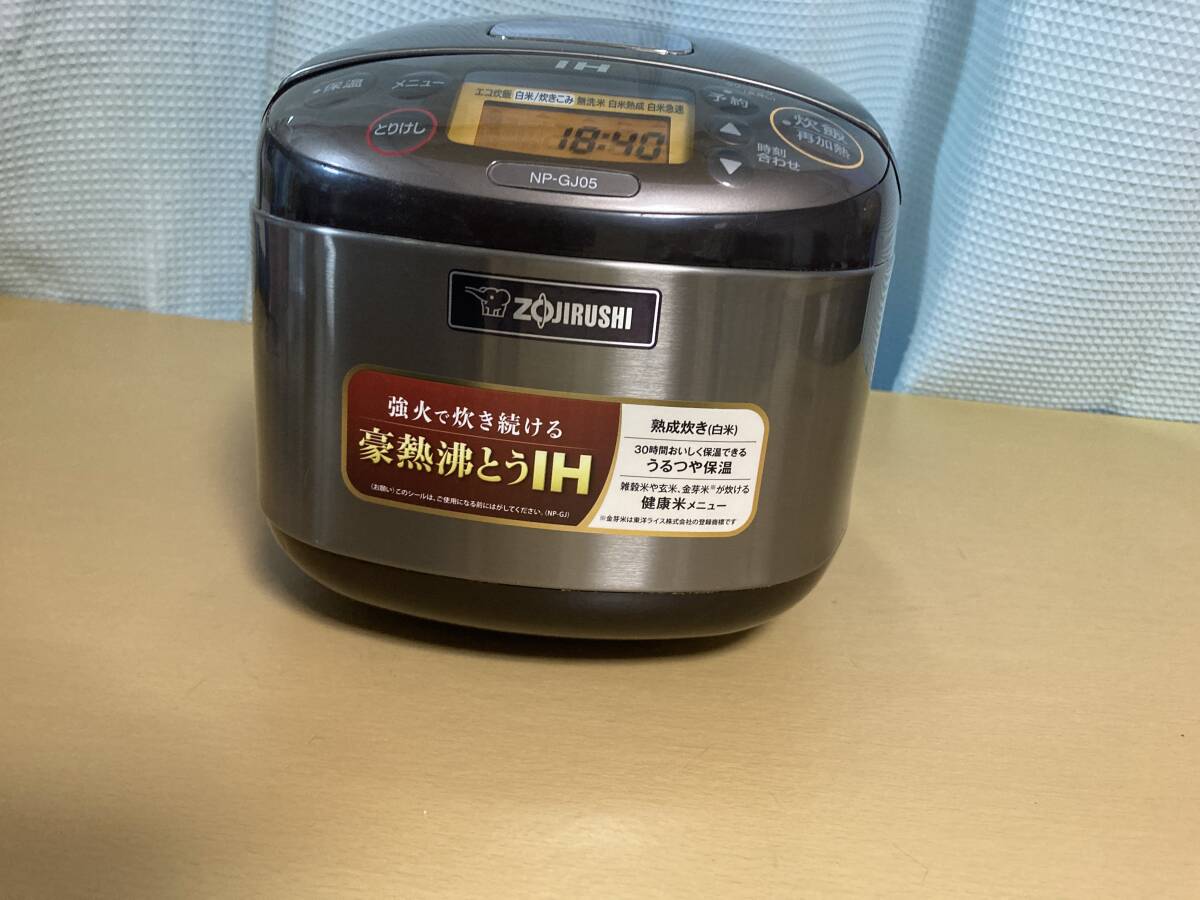 IH
・保温
メニュー
とりけし
エコ炊飯 白米/炊きこみ 無洗米 白米熟成 白米急速
18:40
予約
時刻
合わせ
炊飯
再加熱
NP-GJ05
ZOJIRUSHI
強火で炊き続ける
豪熱沸とうIH
(お願い)このシールは、ご使用になる前にはがしてください。(NP-GJ)
熟成炊き(白米)
30時間おいしく保温できる
うるつや保温
雑穀米や玄米、金芽米※が炊ける
健康米メニュー
※金芽米は東洋ライス株式会社の登録商標です